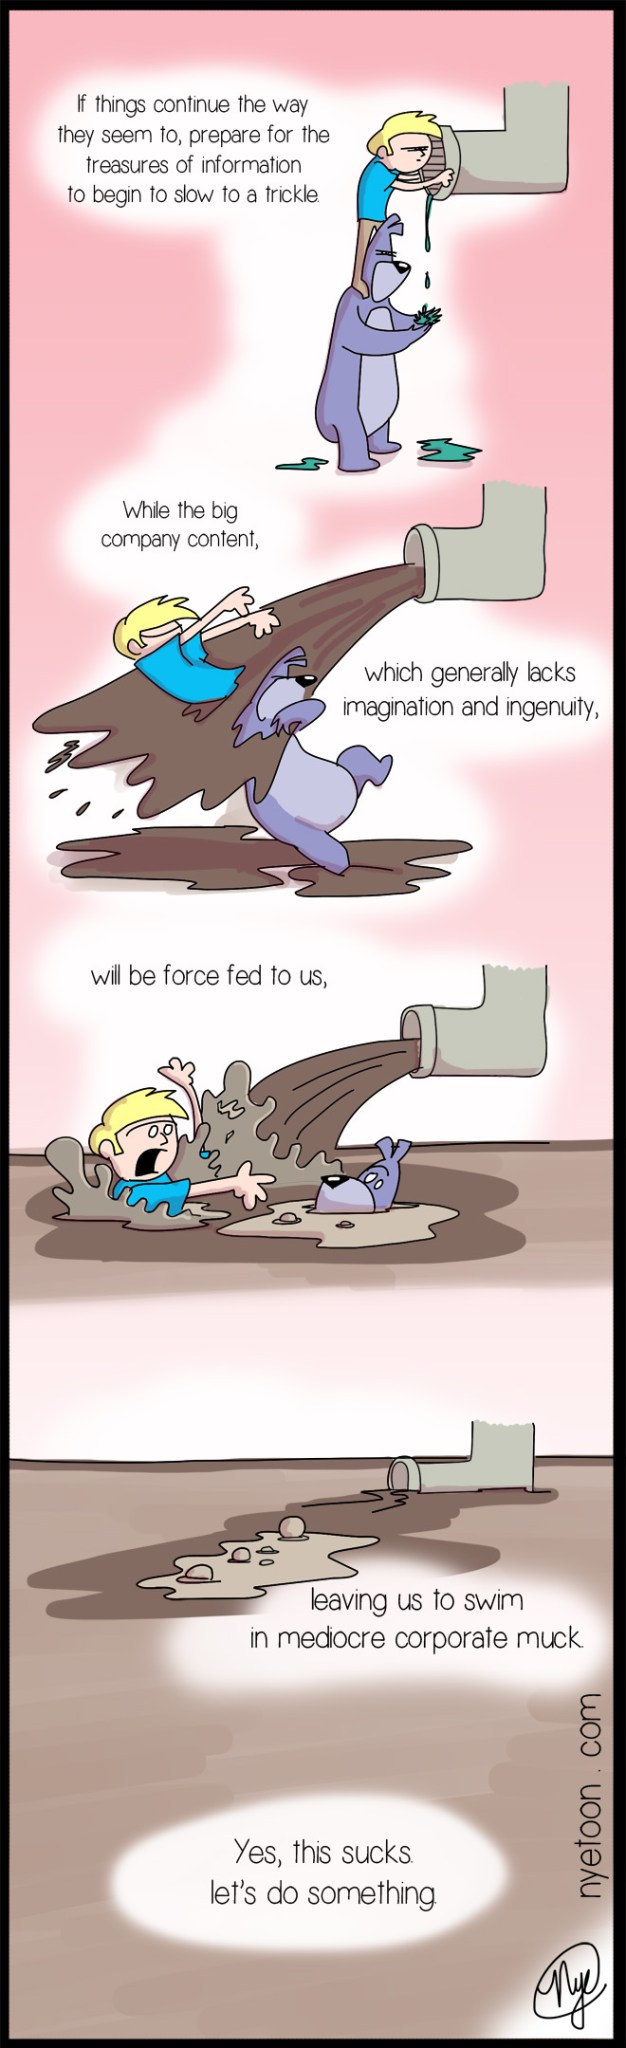 If things continue the way
they seem to, prepare for the
treasures of information
to begin to slow to a trickle.
While the big
company content,
which generally lacks
imagination and ingenuity,
will be force fed to us,
leaving us to swim
in mediocre corporate muck.
nyetoon . com
Yes, this sucks.
let's do something.
Nye